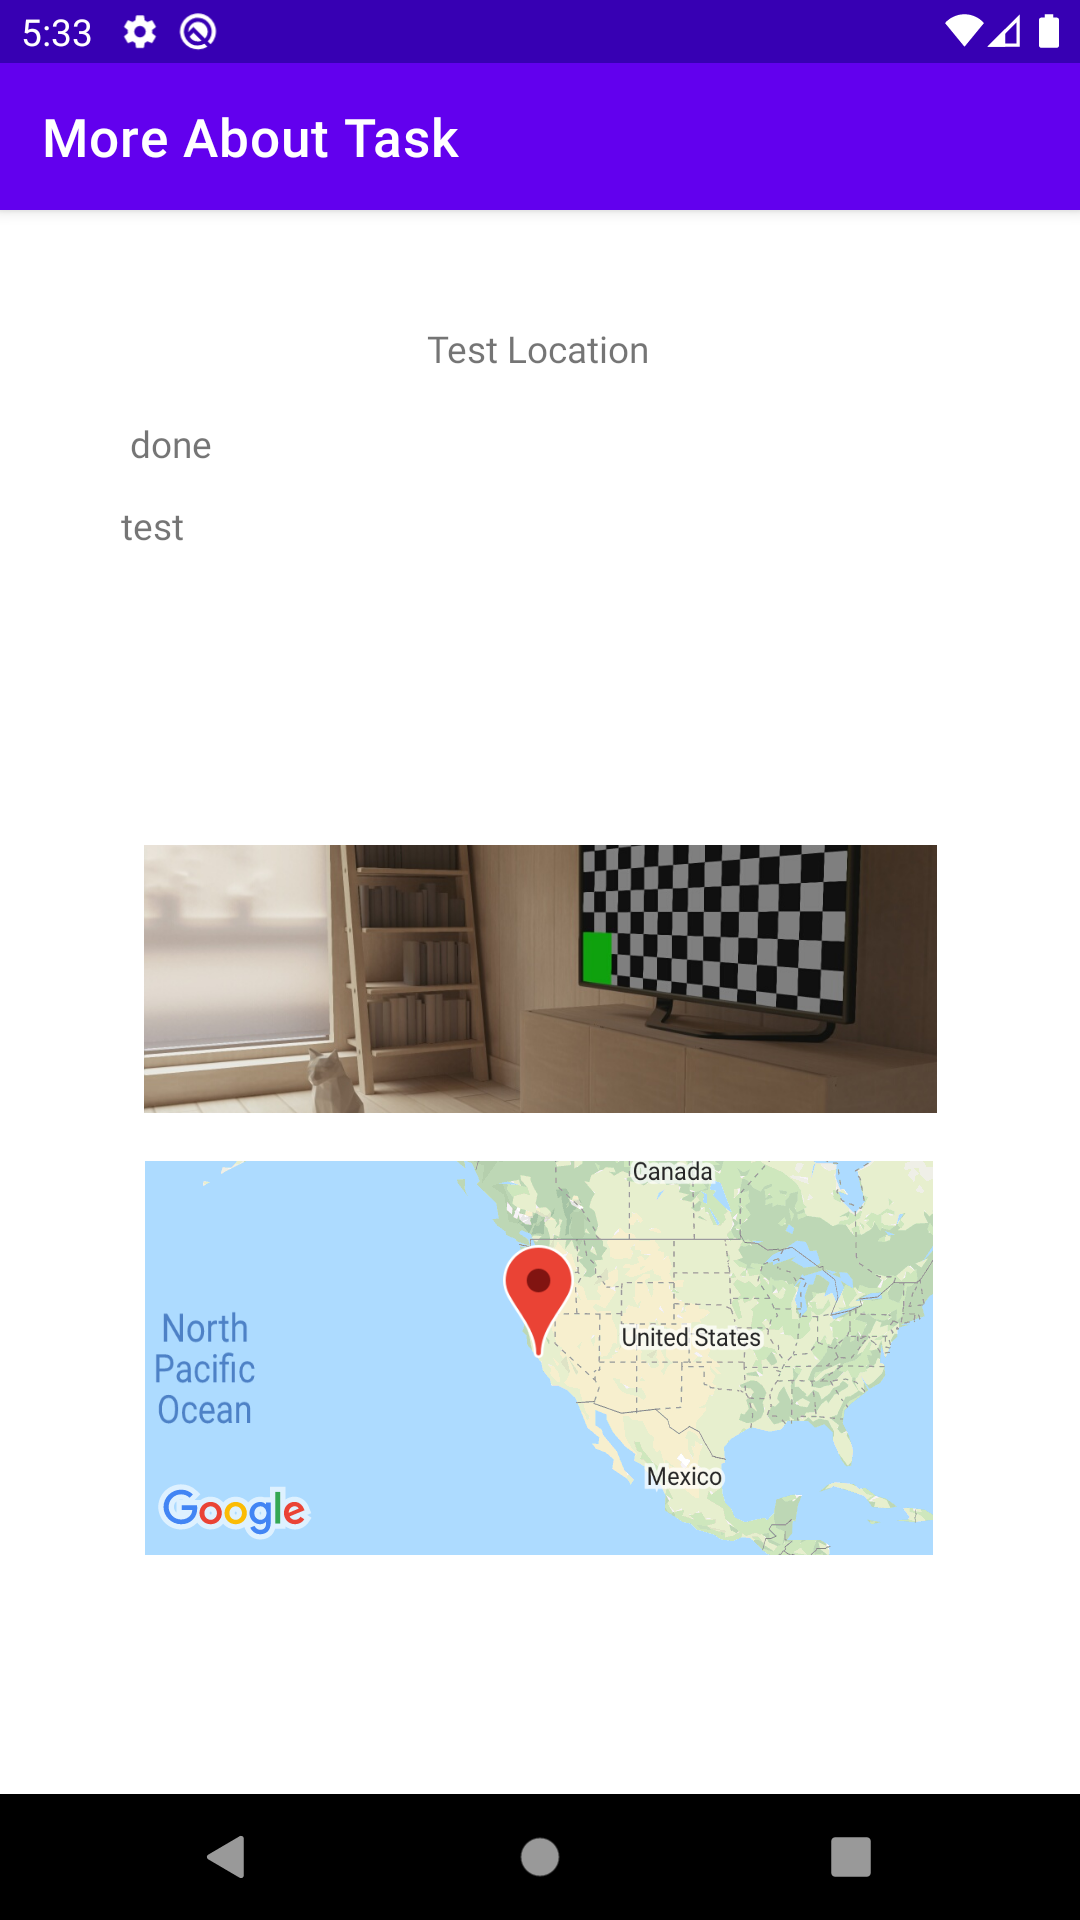 5:33
More About Task
Test Location
done
test
Canada
United States
North
Pacific
Ocean
Mexico
Google